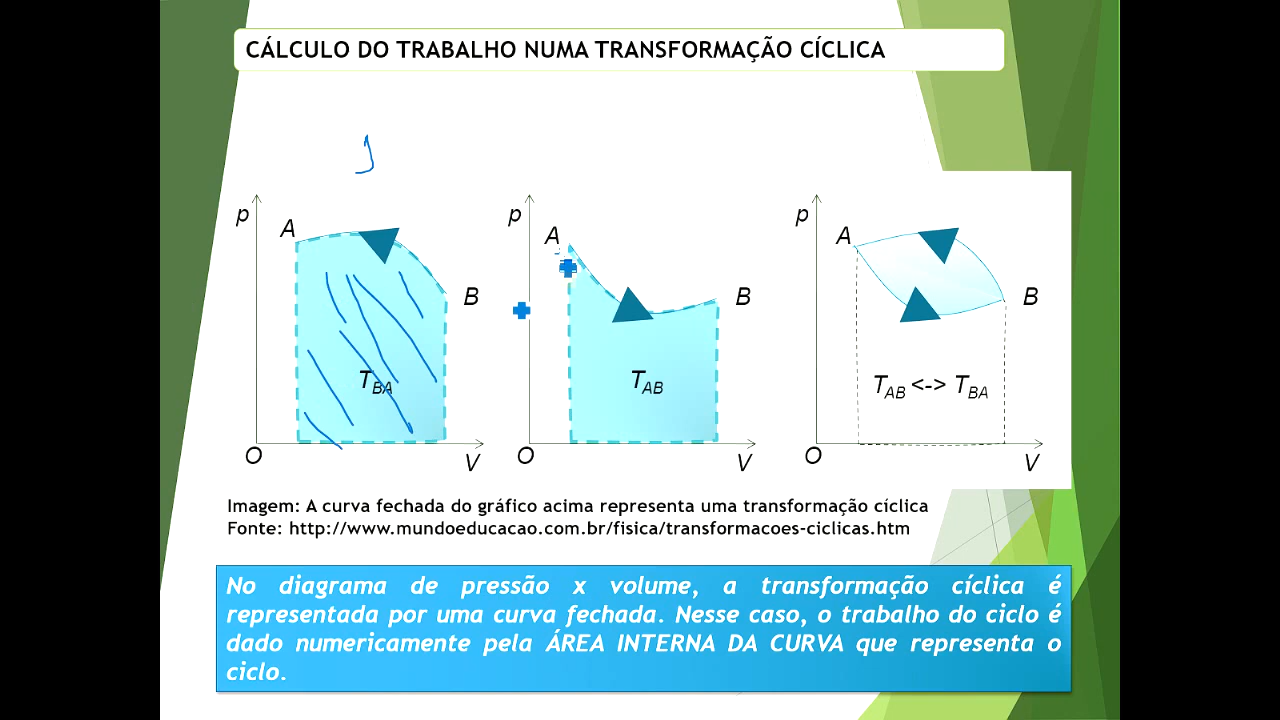 CÁLCULO DO TRABALHO NUMA TRANSFORMAÇÃO CÍCLICA
p
A
B
T_BA
O
V
p
A
B
T_AB
O
V
p
A
B
T_AB <-> T_BA
O
V
Imagem: A curva fechada do gráfico acima representa uma transformação cíclica
Fonte: http://www.mundoeducacao.com.br/fisica/transformacoes-ciclicas.htm
No diagrama de pressão x volume, a transformação cíclica é
representada por uma curva fechada. Nesse caso, o trabalho do ciclo é
dado numericamente pela ÁREA INTERNA DA CURVA que representa o
ciclo.